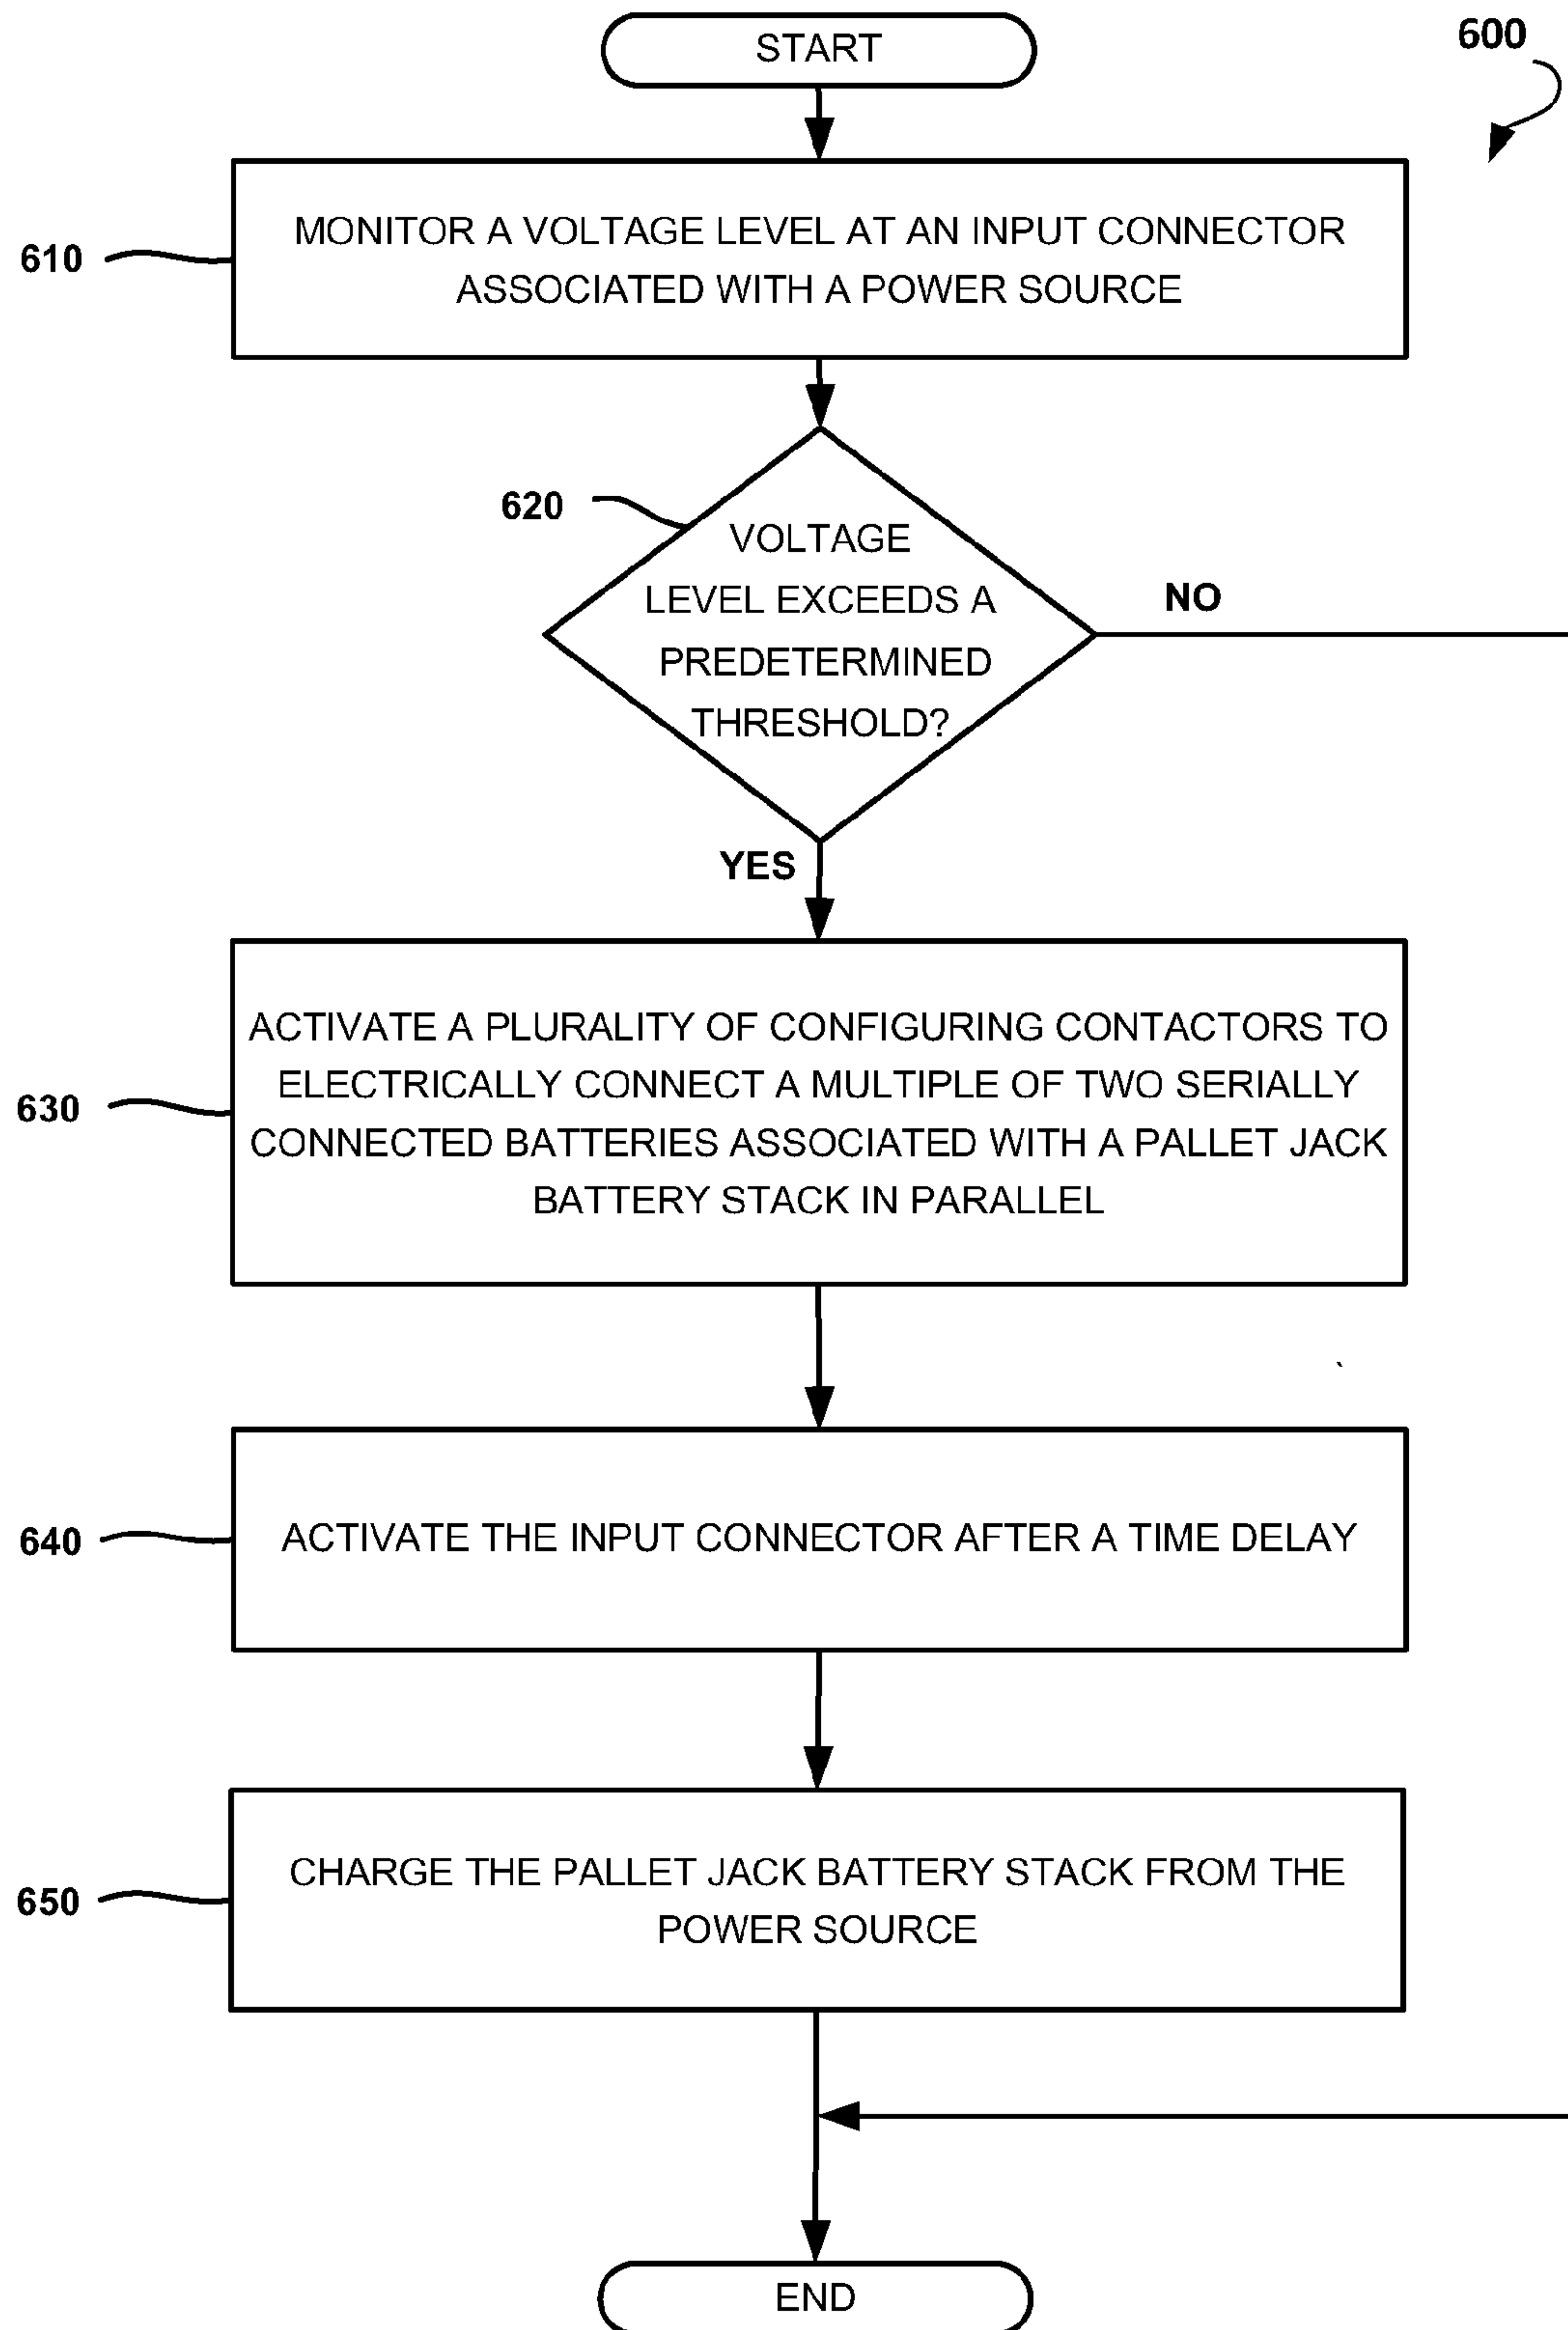 START
600
MONITOR A VOLTAGE LEVEL AT AN INPUT CONNECTOR
ASSOCIATED WITH A POWER SOURCE
610
620
VOLTAGE
LEVEL EXCEEDS A
PREDETERMINED
THRESHOLD?
NO
YES
ACTIVATE A PLURALITY OF CONFIGURING CONTACTORS TO
ELECTRICALLY CONNECT A MULTIPLE OF TWO SERIALLY
CONNECTED BATTERIES ASSOCIATED WITH A PALLET JACK
BATTERY STACK IN PARALLEL
630
ACTIVATE THE INPUT CONNECTOR AFTER A TIME DELAY
640
CHARGE THE PALLET JACK BATTERY STACK FROM THE
POWER SOURCE
650
END